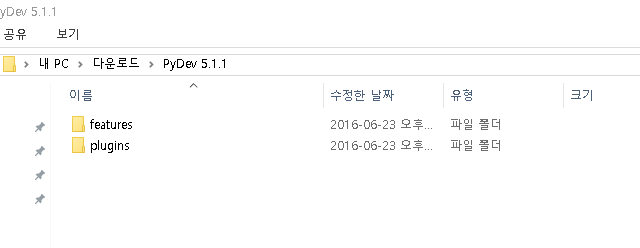 yDev 5.1.1
공유 보기
내 PC > 다운로드 > PyDev 5.1.1
이름 수정한 날짜 유형 크기
features 2016-06-23 오후... 파일 폴더
plugins 2016-06-23 오후... 파일 폴더